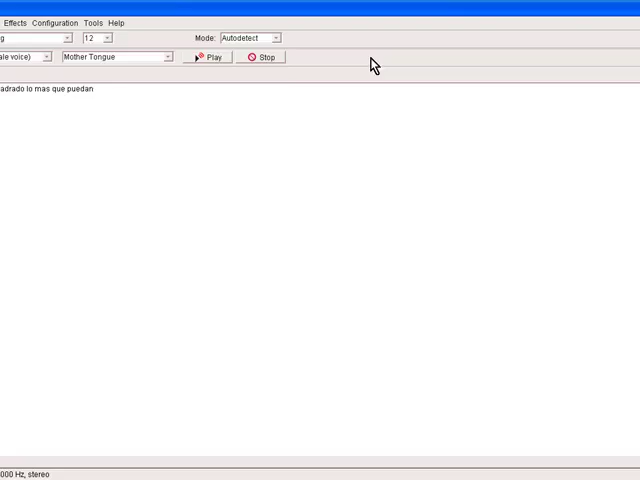 Effects Configuration Tools Help
g 12 Mode: Autodetect
ale voice) Mother Tongue Play Stop
adrado lo mas que puedan
000 Hz, stereo